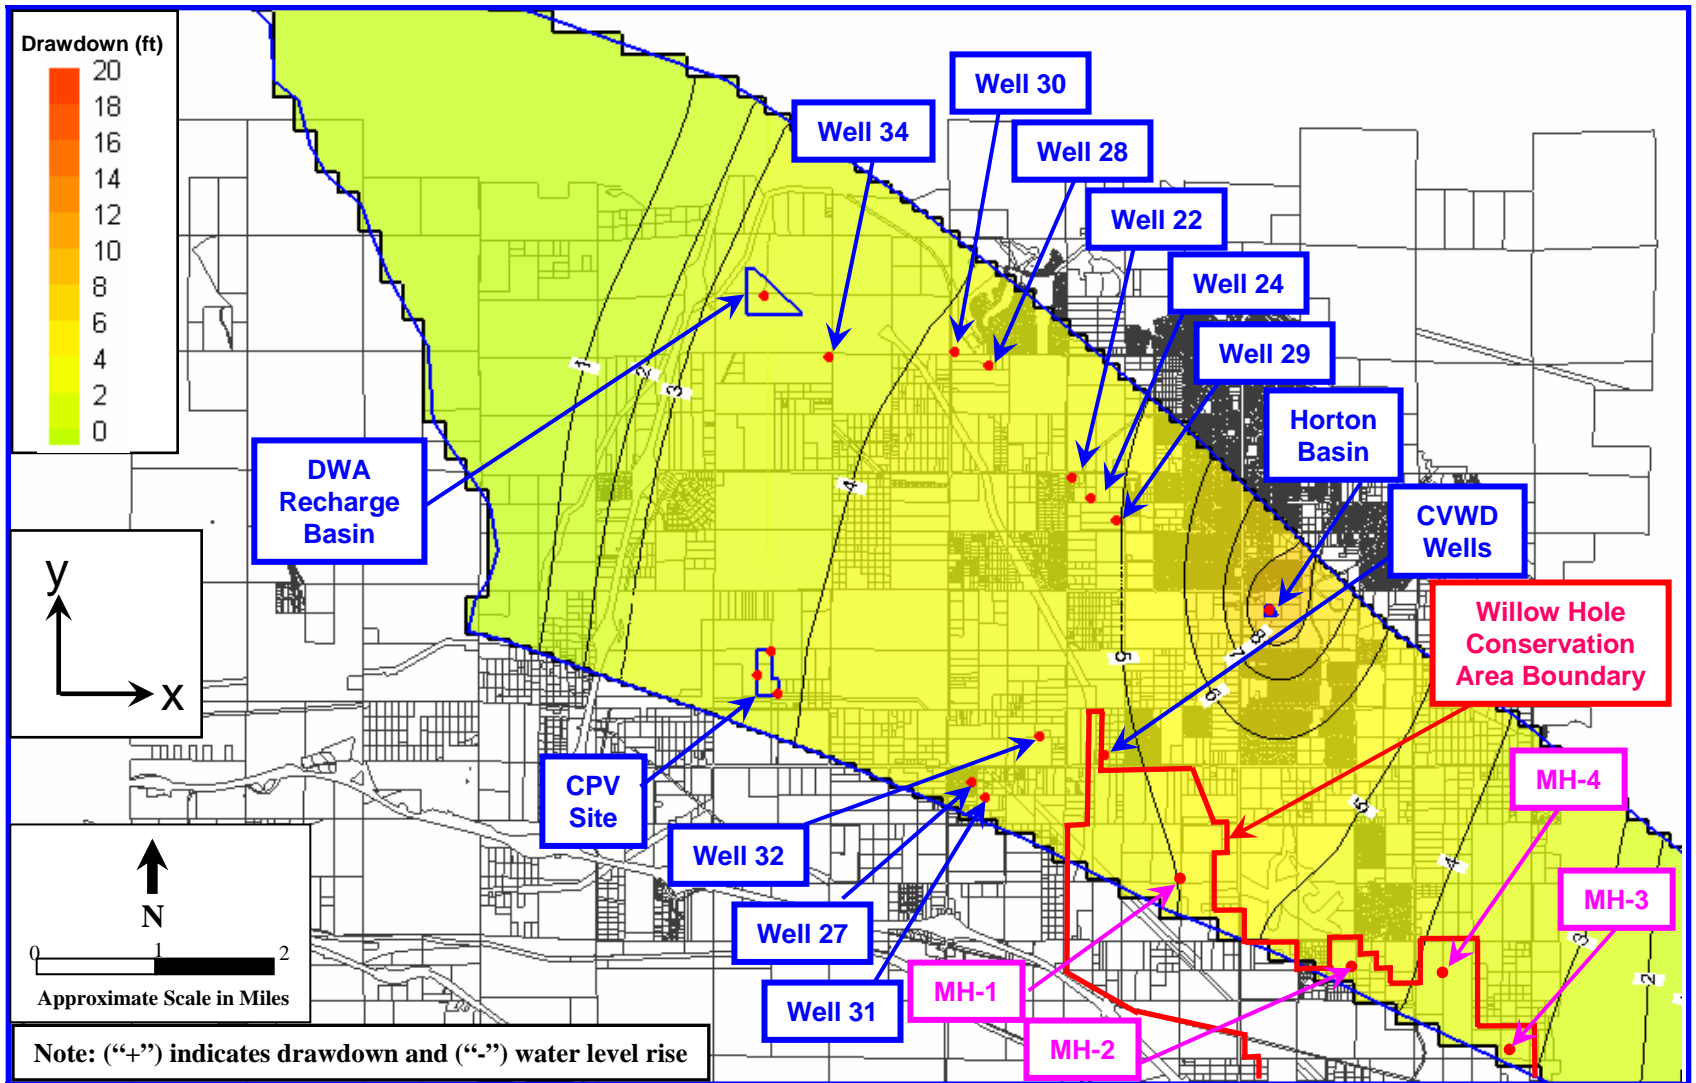 Drawdown (ft)
20
18
16
14
12
10
8
6
4
2
0
Well 30
Well 34
Well 28
Well 22
Well 24
Well 29
Horton
Basin
CVWD
Wells
DWA
Recharge
Basin
Willow Hole
Conservation
Area Boundary
1
2
3
4
5
6
7
8
5
4
3
2
y
x
CPV
Site
MH-4
MH-3
Well 32
Well 27
Well 31
MH-1
MH-2
N
0 1 2
Approximate Scale in Miles
Note: (“+”) indicates drawdown and (“-”) water level rise